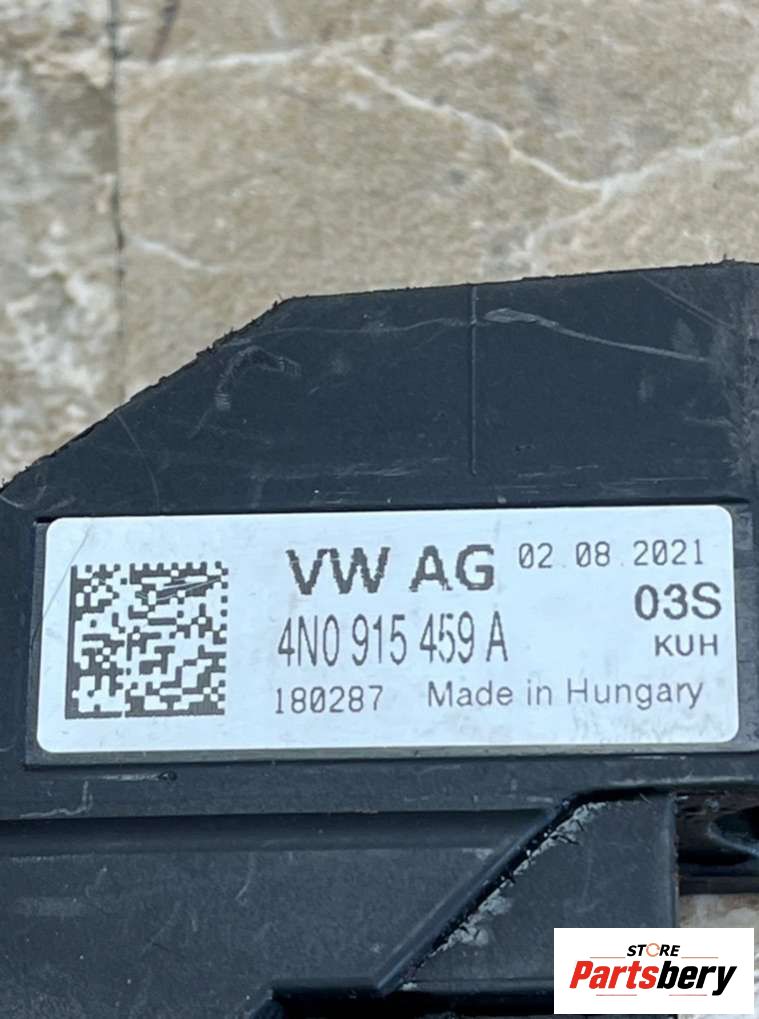 VW AG 02.08.2021
03S
4N0 915 459 A
KUH
180287 Made in Hungary
STORE
Partsbery